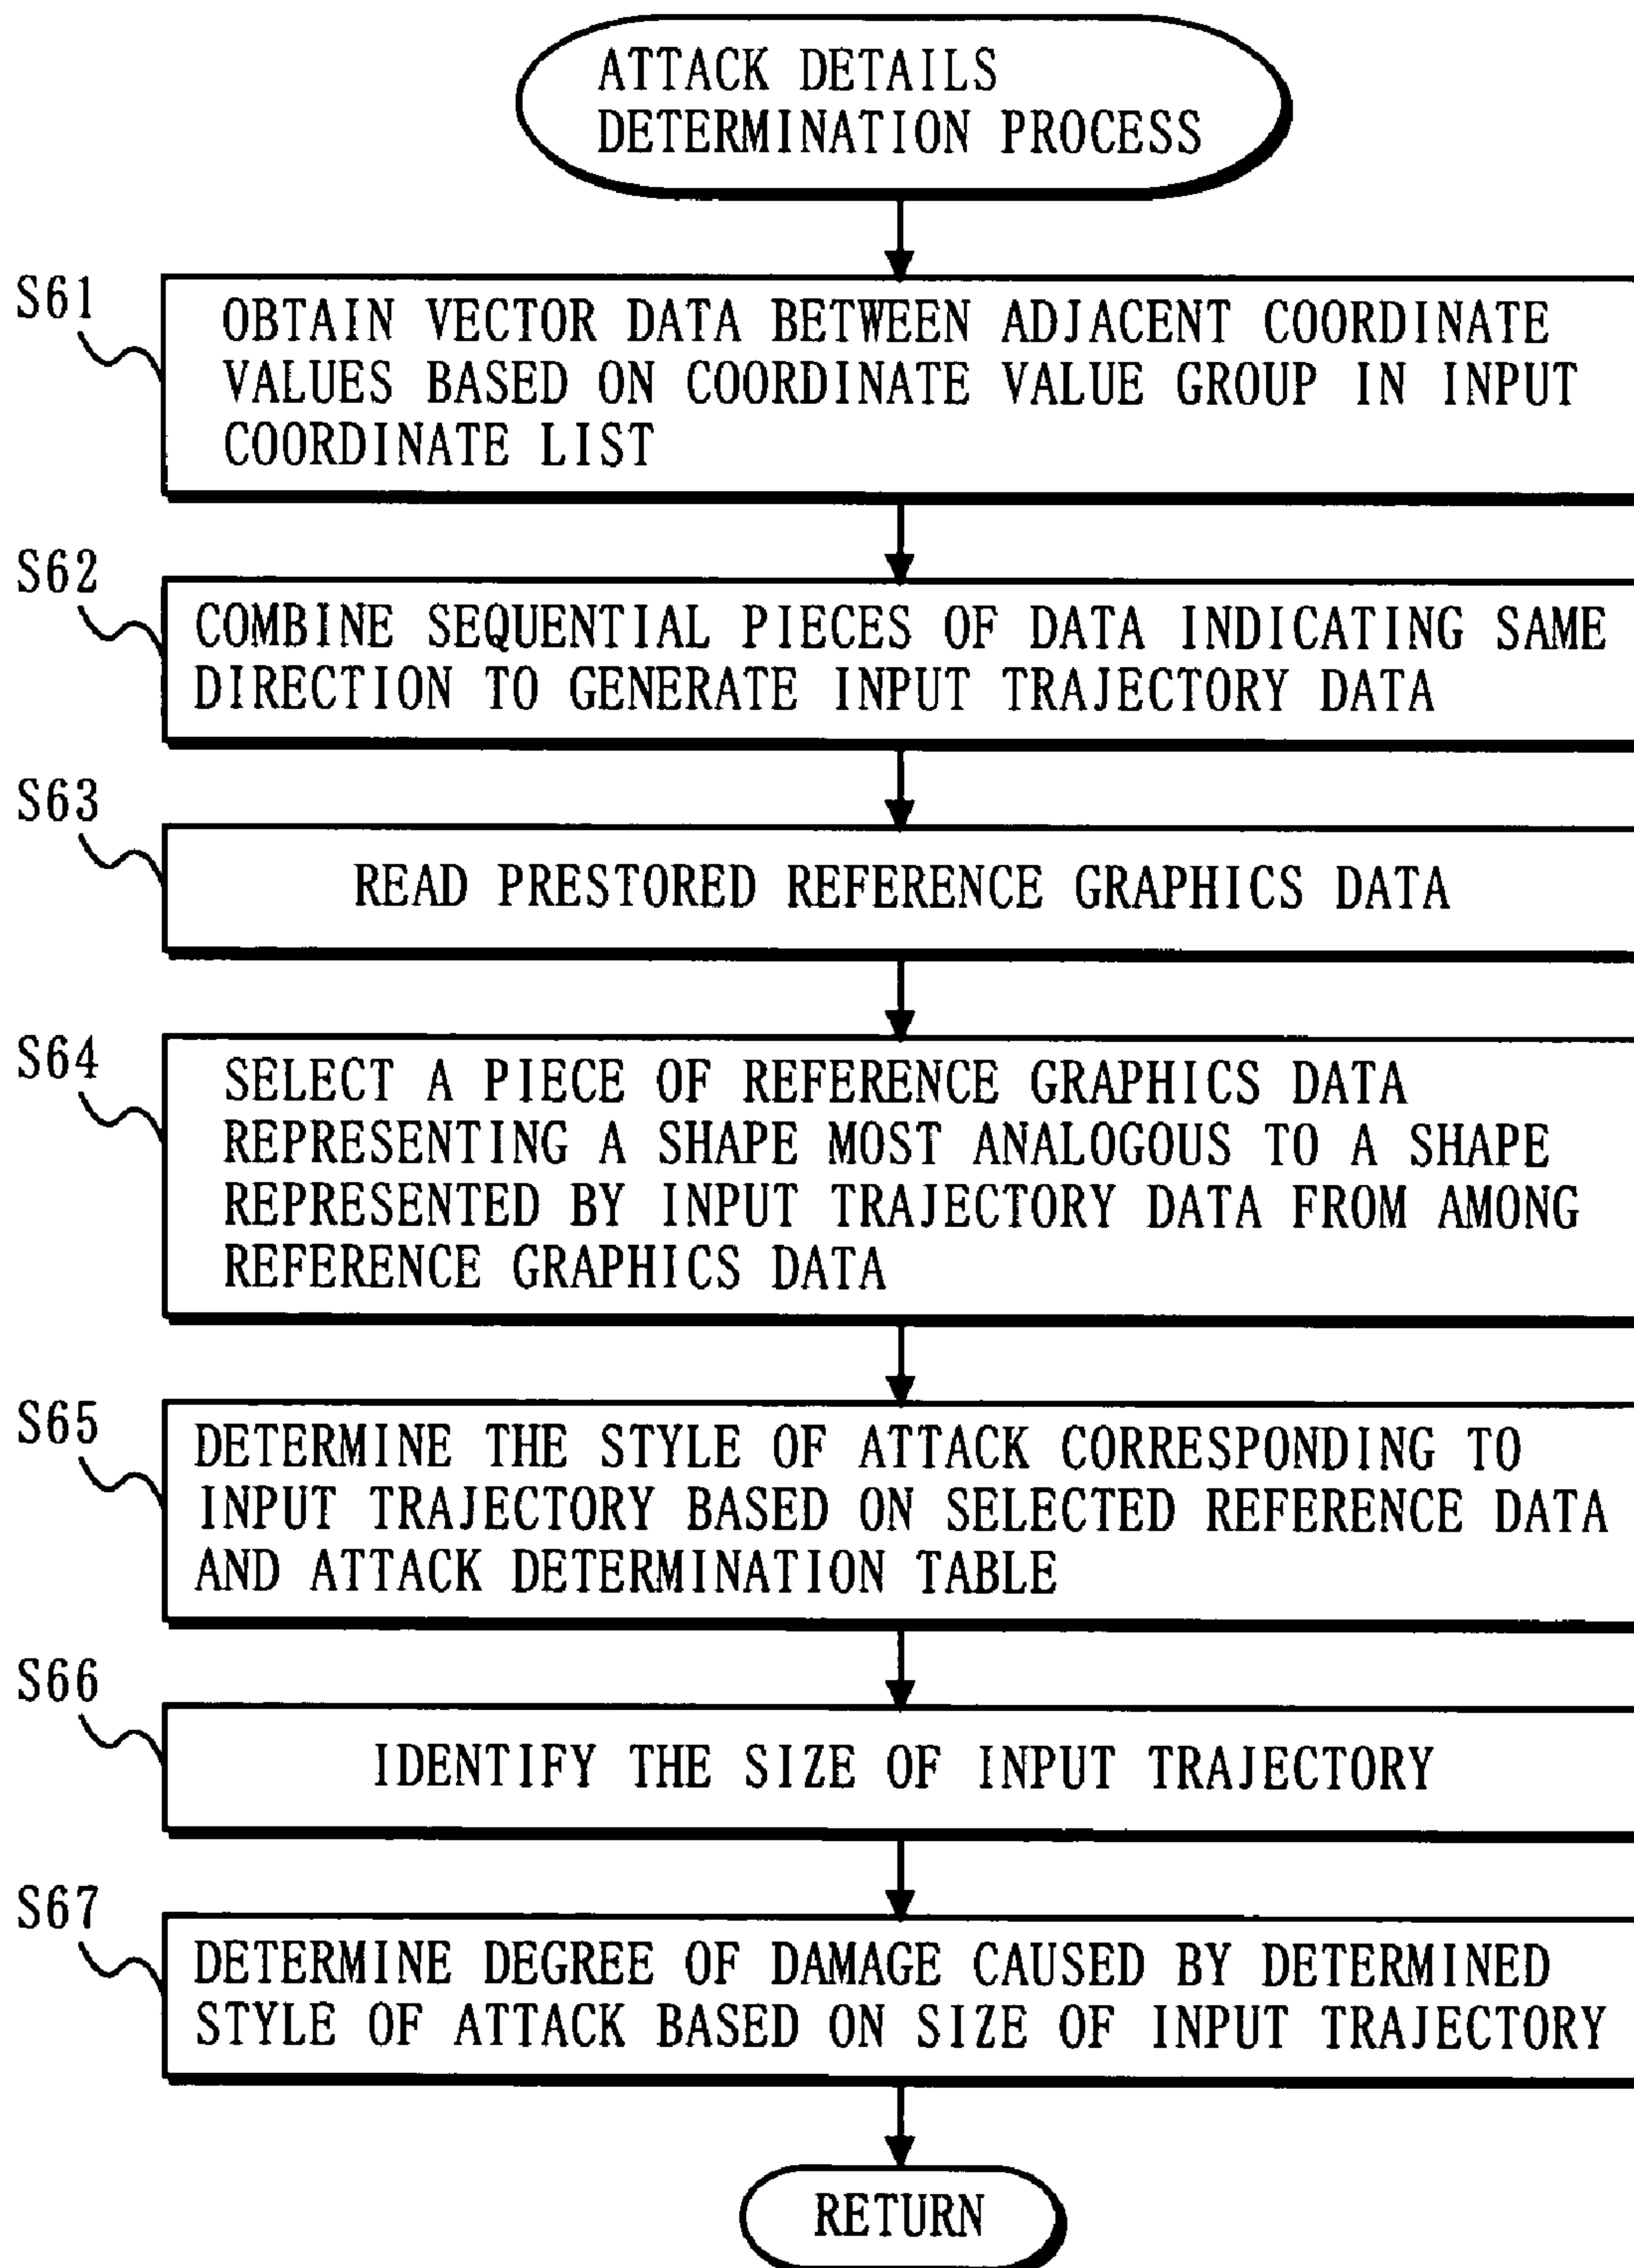 ATTACK DETAILS
DETERMINATION PROCESS
S61
OBTAIN VECTOR DATA BETWEEN ADJACENT COORDINATE
VALUES BASED ON COORDINATE VALUE GROUP IN INPUT
COORDINATE LIST
S62
COMBINE SEQUENTIAL PIECES OF DATA INDICATING SAME
DIRECTION TO GENERATE INPUT TRAJECTORY DATA
S63
READ PRESTORED REFERENCE GRAPHICS DATA
S64
SELECT A PIECE OF REFERENCE GRAPHICS DATA
REPRESENTING A SHAPE MOST ANALOGOUS TO A SHAPE
REPRESENTED BY INPUT TRAJECTORY DATA FROM AMONG
REFERENCE GRAPHICS DATA
S65
DETERMINE THE STYLE OF ATTACK CORRESPONDING TO
INPUT TRAJECTORY BASED ON SELECTED REFERENCE DATA
AND ATTACK DETERMINATION TABLE
S66
IDENTIFY THE SIZE OF INPUT TRAJECTORY
S67
DETERMINE DEGREE OF DAMAGE CAUSED BY DETERMINED
STYLE OF ATTACK BASED ON SIZE OF INPUT TRAJECTORY
RETURN